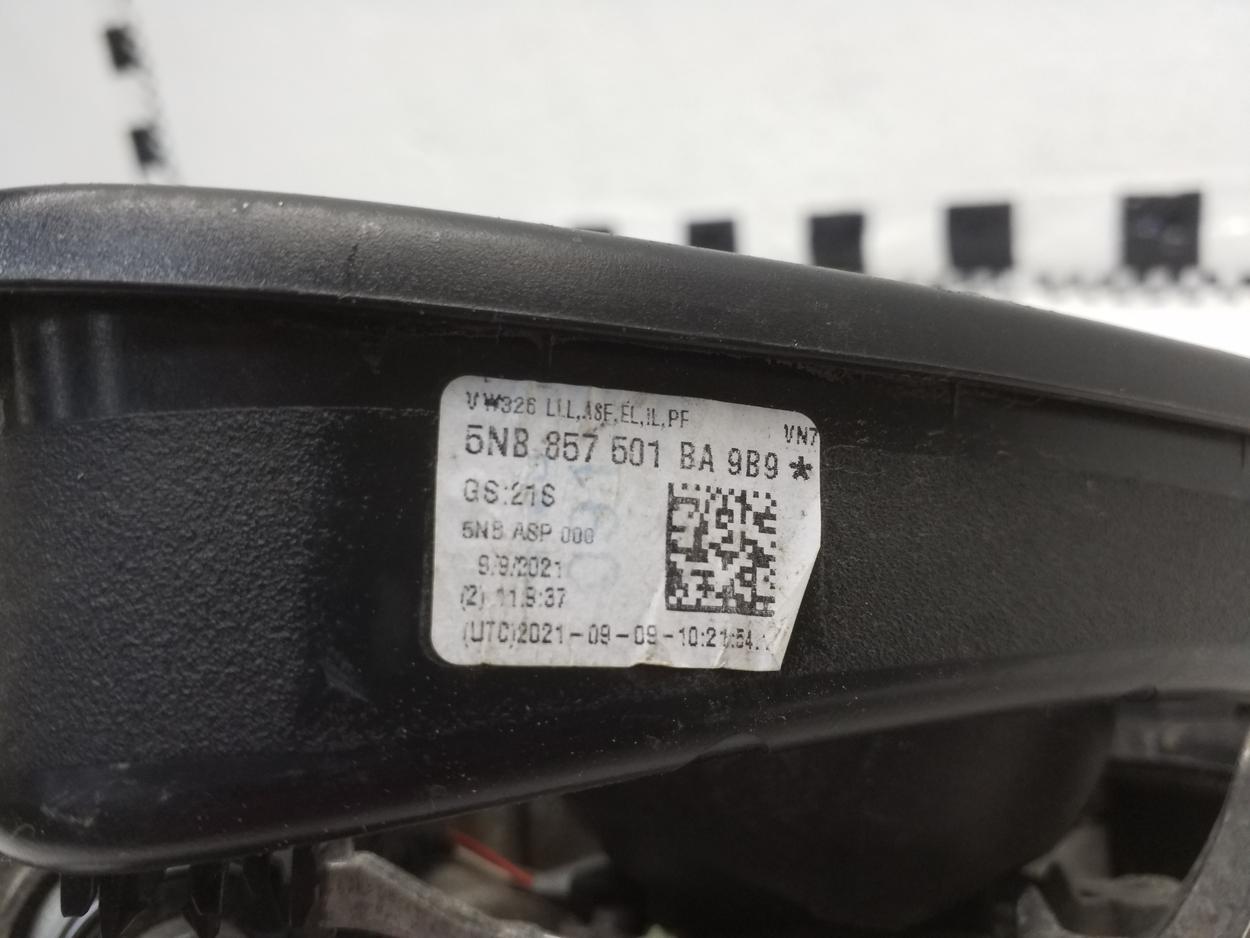 VW326 LLL,ASF,EL,IL,PF
VN7
5NB 857 501 BA 9B9 *
GS:21S
5NB ASP 000
9/9/2021
(2) 11:9:37
(UTC)2021-09-09-10:21:54